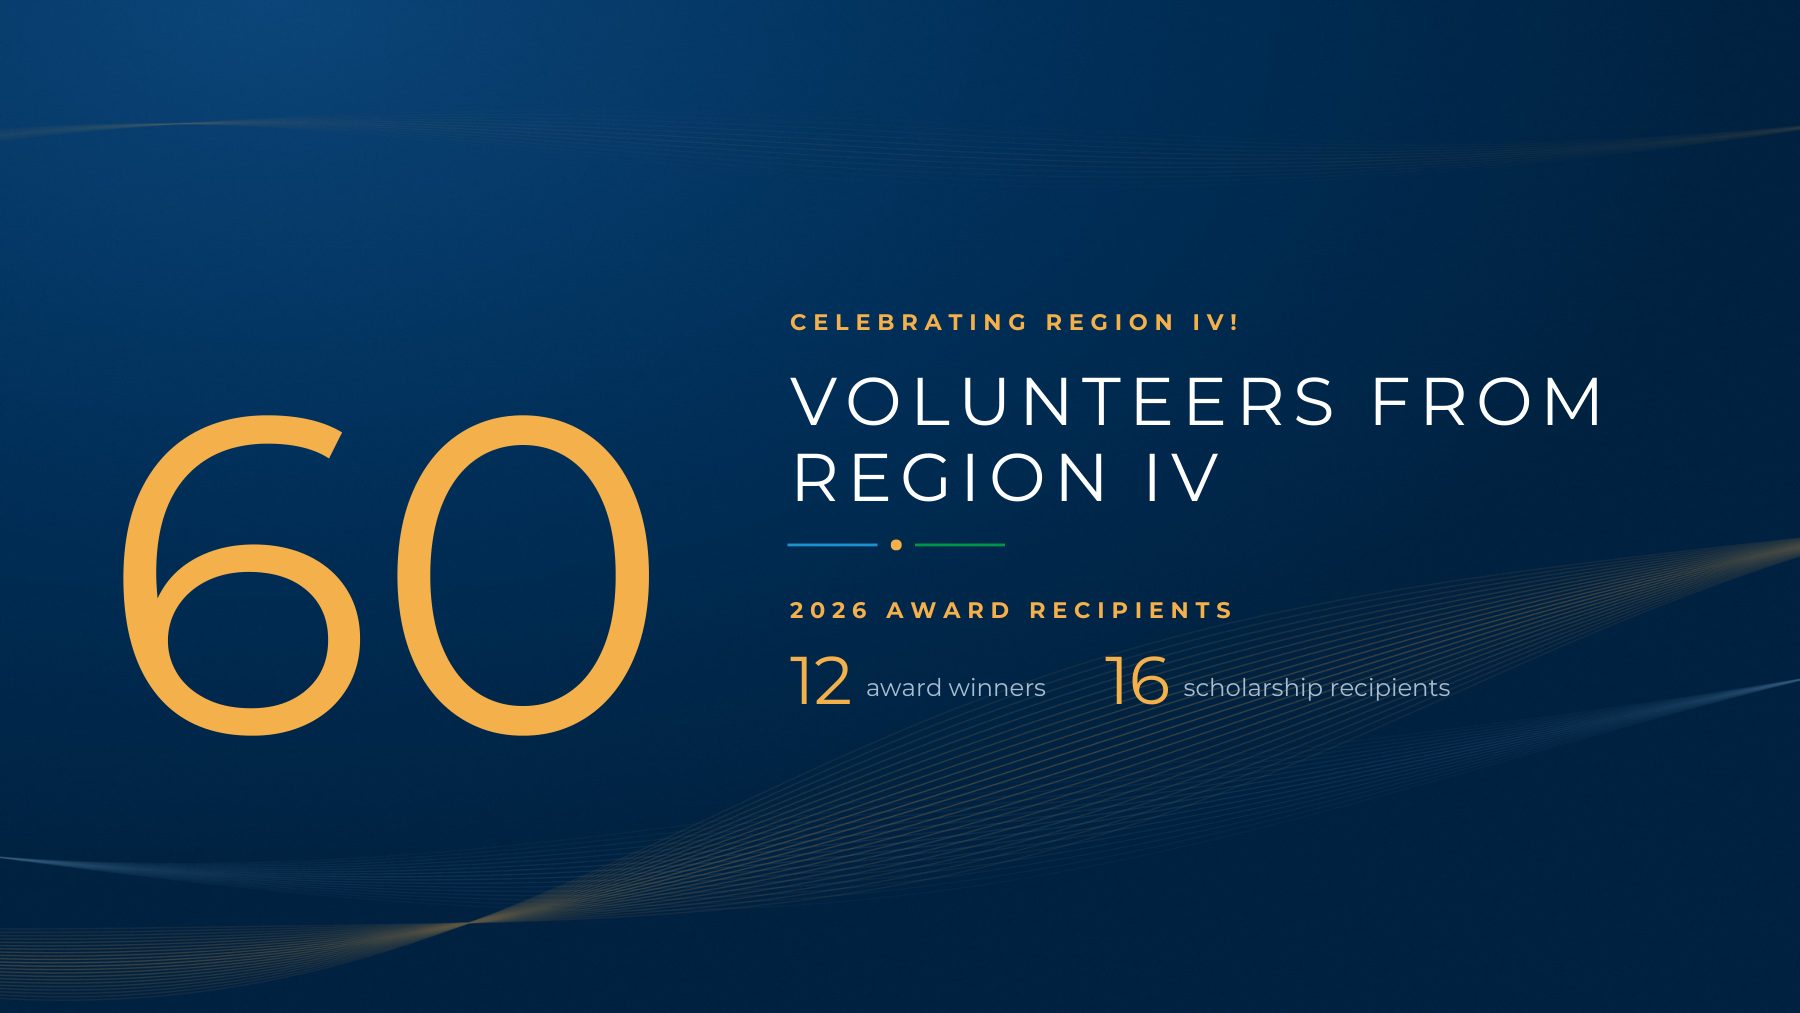 60
CELEBRATING REGION IV!
VOLUNTEERS FROM
REGION IV
2026 AWARD RECIPIENTS
12 award winners 16 scholarship recipients